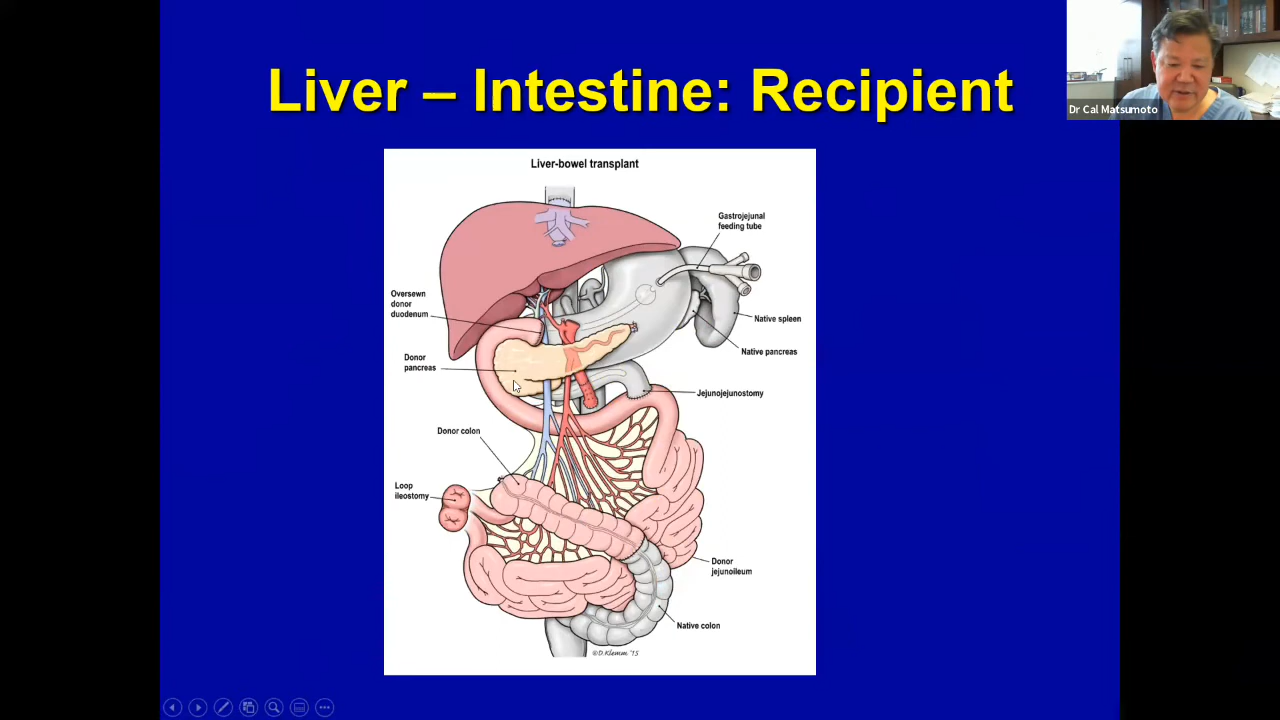 Liver – Intestine: Recipient
Dr Cal Matsumoto
Liver-bowel transplant
Gastrojejunal
feeding tube
Oversewn
donor
duodenum
Native spleen
Native pancreas
Donor
pancreas
Jejunojejunostomy
Donor colon
Loop
ileostomy
Donor
jejunoileum
Native colon
©D.Klemm '15